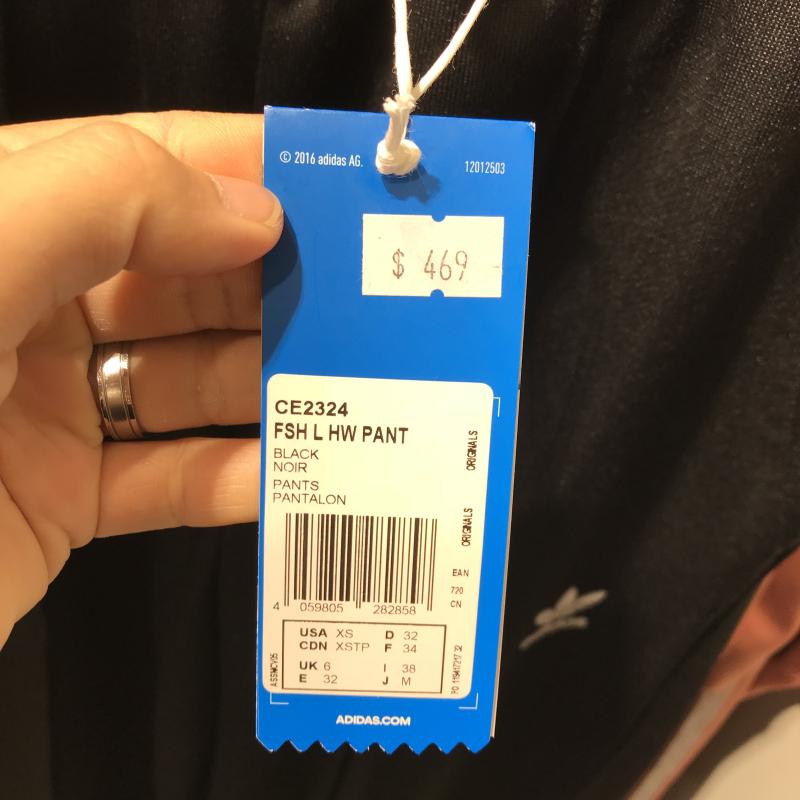 © 2016 adidas AG.
12012503
$ 469
CE2324
FSH L HW PANT
BLACK
NOIR
PANTS
PANTALON
ORIGINALS
ORIGINALS
EAN
720
CN
4 059805 282858
USA XS D 32
CDN XSTP F 34
UK 6 I 38
E 32 J M
ADIDAS.COM